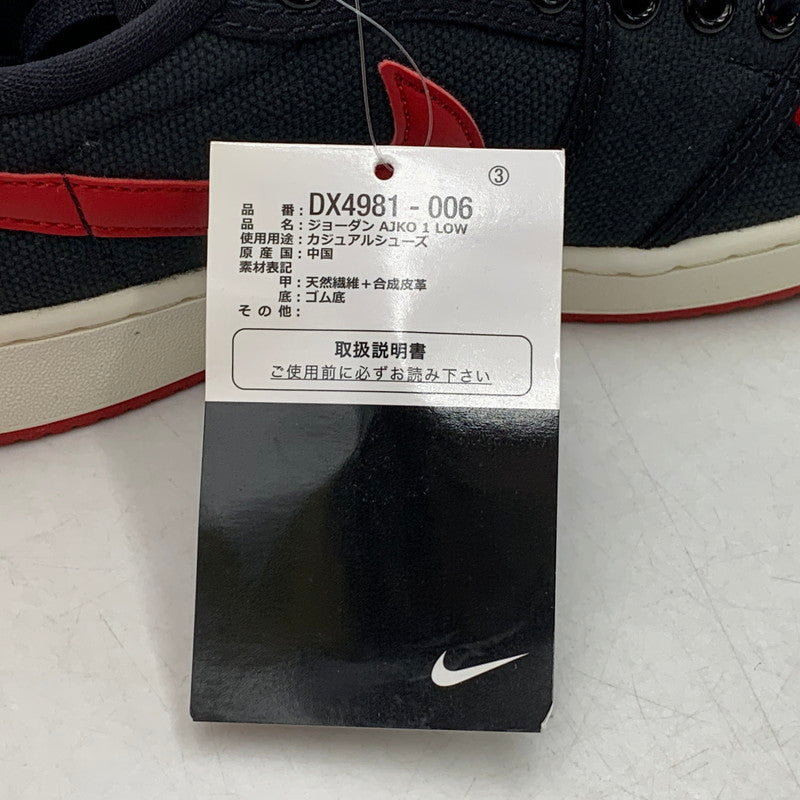 ③
品 番：DX4981 - 006
品 名：ジョーダン AJKO 1 LOW
使用用途：カジュアルシューズ
原 産 国：中国
素材表記
甲：天然繊維＋合成皮革
底：ゴム底
そ の 他：
取扱説明書
ご使用前に必ずお読み下さい